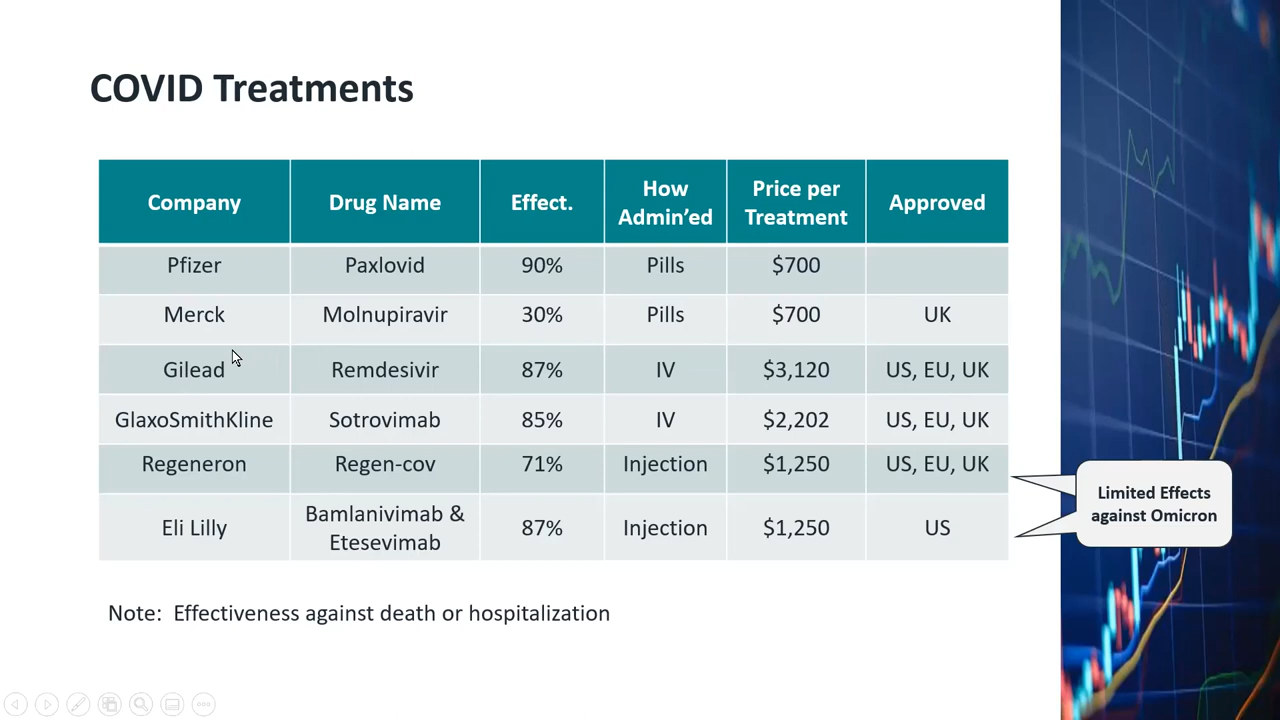 COVID Treatments
Company Drug Name Effect. How Admin'ed Price per Treatment Approved
Pfizer Paxlovid 90% Pills $700
Merck Molnupiravir 30% Pills $700 UK
Gilead Remdesivir 87% IV $3,120 US, EU, UK
GlaxoSmithKline Sotrovimab 85% IV $2,202 US, EU, UK
Regeneron Regen-cov 71% Injection $1,250 US, EU, UK
Eli Lilly Bamlanivimab & Etesevimab 87% Injection $1,250 US
Limited Effects
against Omicron
Note: Effectiveness against death or hospitalization